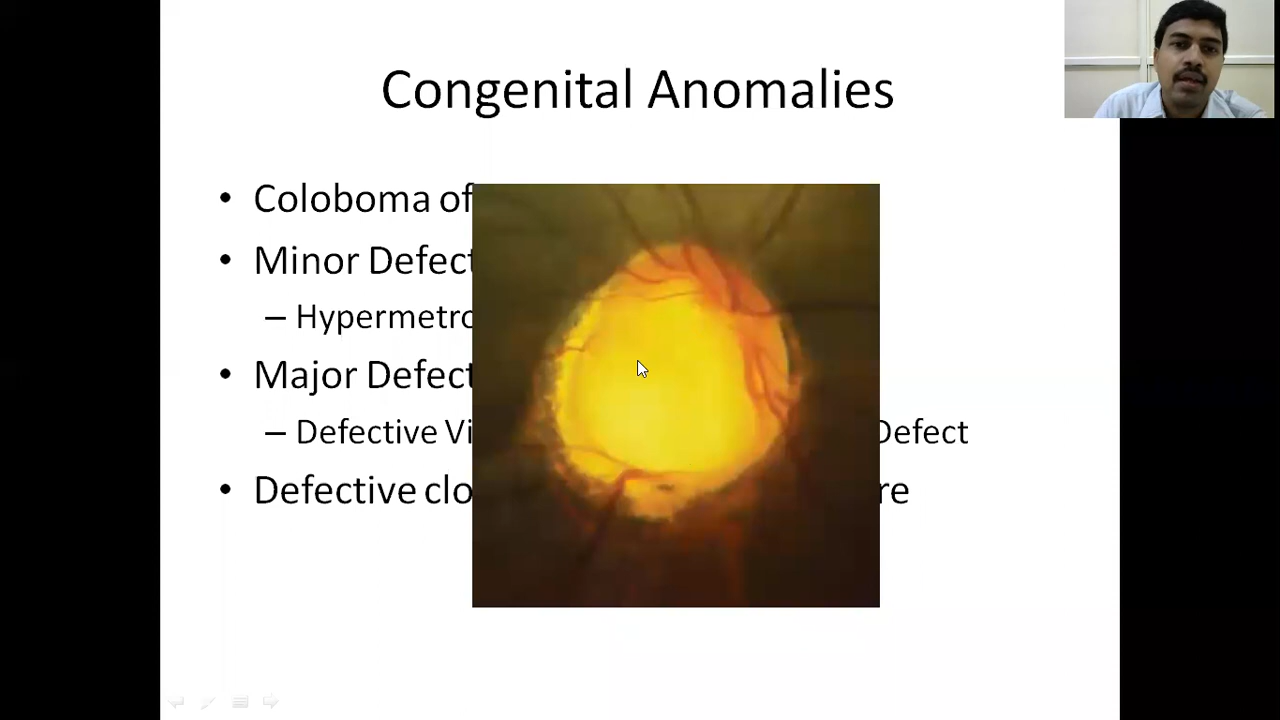 Congenital Anomalies
• Coloboma of
• Minor Defect
– Hypermetro
• Major Defect
– Defective Vi Defect
• Defective clo re